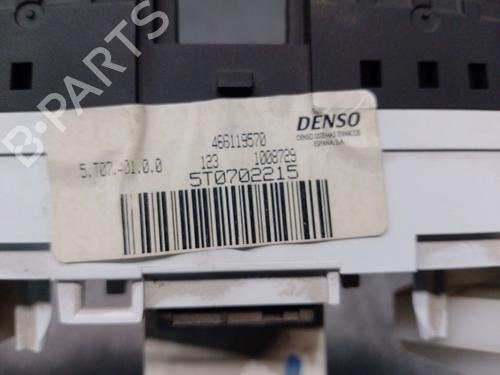 466119570
DENSO
DENSO SISTEMAS TERMICOS
ESPAÑA, S.A.
5.T07.-01.0.0
123 1008729
5T0702215
B-PARTS